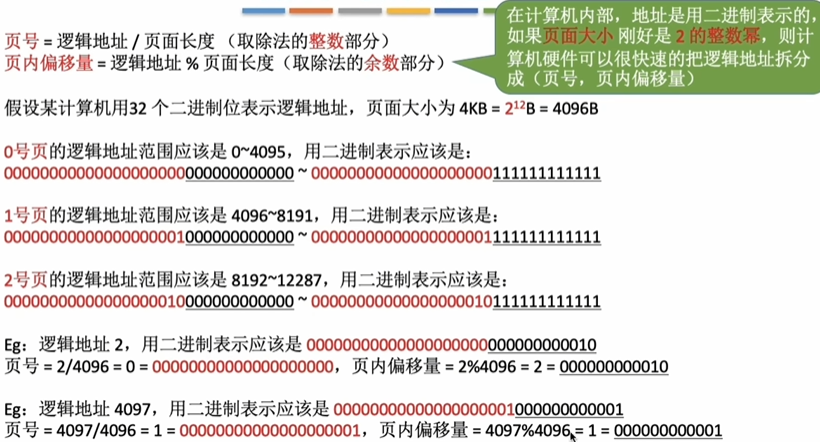 在计算机内部，地址是用二进制表示的，
如果页面大小 刚好是 2 的整数幂，则计
算机硬件可以很快速的把逻辑地址拆分
成（页号，页内偏移量）
页号 = 逻辑地址 / 页面长度 （取除法的整数部分）
页内偏移量 = 逻辑地址 % 页面长度（取除法的余数部分）
假设某计算机用32 个二进制位表示逻辑地址，页面大小为 4KB = 2¹²B = 4096B
0号页的逻辑地址范围应该是 0~4095，用二进制表示应该是：
00000000000000000000000000000000 ~ 00000000000000000000111111111111
1号页的逻辑地址范围应该是 4096~8191，用二进制表示应该是：
00000000000000000001000000000000 ~ 00000000000000000001111111111111
2号页的逻辑地址范围应该是 8192~12287，用二进制表示应该是：
00000000000000000010000000000000 ~ 00000000000000000010111111111111
Eg：逻辑地址 2，用二进制表示应该是 00000000000000000000000000000010
页号 = 2/4096 = 0 = 00000000000000000000，页内偏移量 = 2%4096 = 2 = 000000000010
Eg：逻辑地址 4097，用二进制表示应该是 00000000000000000001000000000001
页号 = 4097/4096 = 1 = 00000000000000000001，页内偏移量 = 4097%4096 = 1 = 000000000001